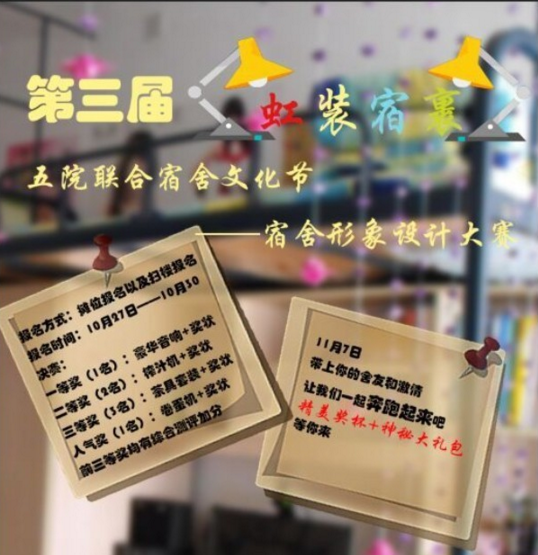 第三届
虹装宿裹
五院联合宿舍文化节
——宿舍形象设计大赛
报名方式：摊位报名以及扫楼报名
报名时间：10月27日——10月30
决赛：
一等奖（1名）：豪华音响+奖状
二等奖（2名）：榨汁机+奖状
三等奖（3名）：茶具套装+奖状
人气奖（1名）：卷蛋机+奖状
前三等奖均有综合测评加分
11月7日
带上你的舍友和激情
让我们一起奔跑起来吧
精美奖杯+神秘大礼包
等你来